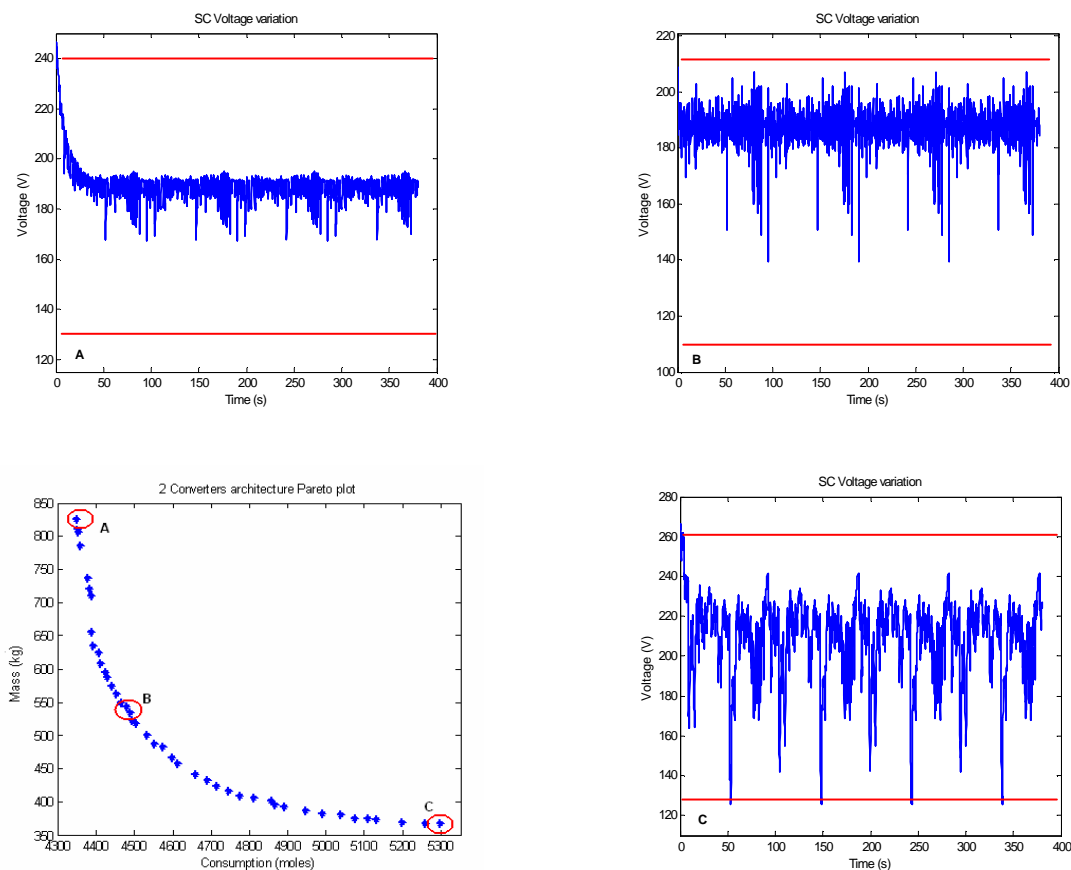 SC Voltage variation
240
220
200
180
160
140
120
Voltage (V)
A
0 50 100 150 200 250 300 350 400
Time (s)
SC Voltage variation
220
200
180
160
140
120
100
Voltage (V)
B
0 50 100 150 200 250 300 350 400
Time (s)
2 Converters architecture Pareto plot
850
800
750
700
650
600
550
500
450
400
350
Mass (kg)
A
B
C
4300 4400 4500 4600 4700 4800 4900 5000 5100 5200 5300
Consumption (moles)
SC Voltage variation
280
260
240
220
200
180
160
140
120
110
Voltage (V)
C
0 50 100 150 200 250 300 350 400
Time (s)